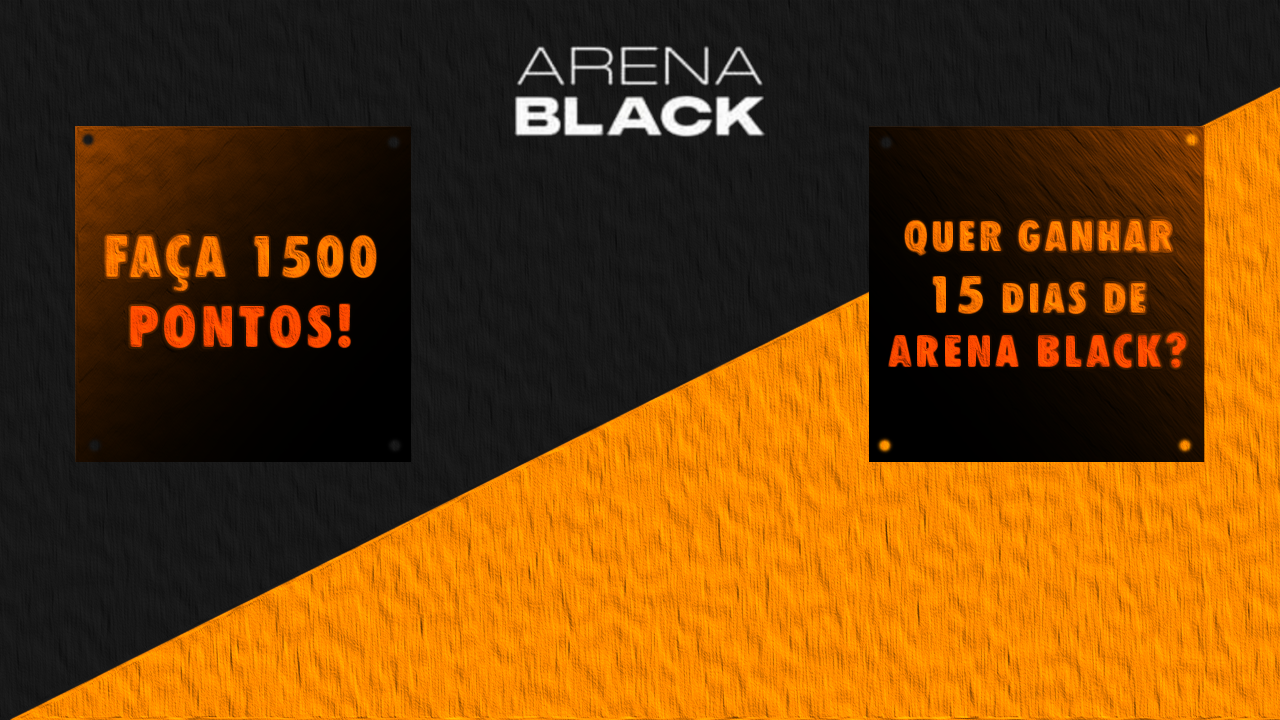 ARENA
BLACK
FAÇA 1500
PONTOS!
QUER GANHAR
15 DIAS DE
ARENA BLACK?